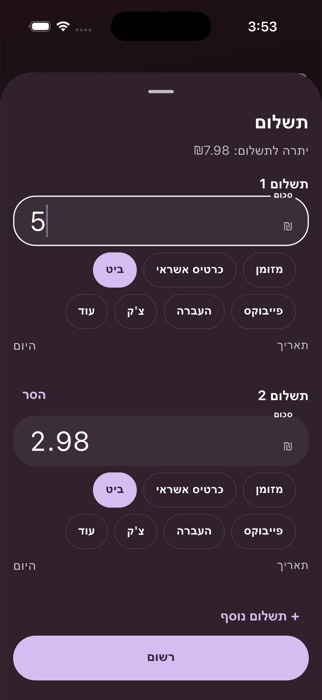 3:53
תשלום
יתרה לתשלום: ₪7.98
תשלום 1
סכום
₪ 5
מזומן כרטיס אשראי ביט
פייבוקס העברה צ'ק עוד
תאריך היום
תשלום 2 הסר
סכום
₪ 2.98
מזומן כרטיס אשראי ביט
פייבוקס העברה צ'ק עוד
תאריך היום
+ תשלום נוסף
רשום